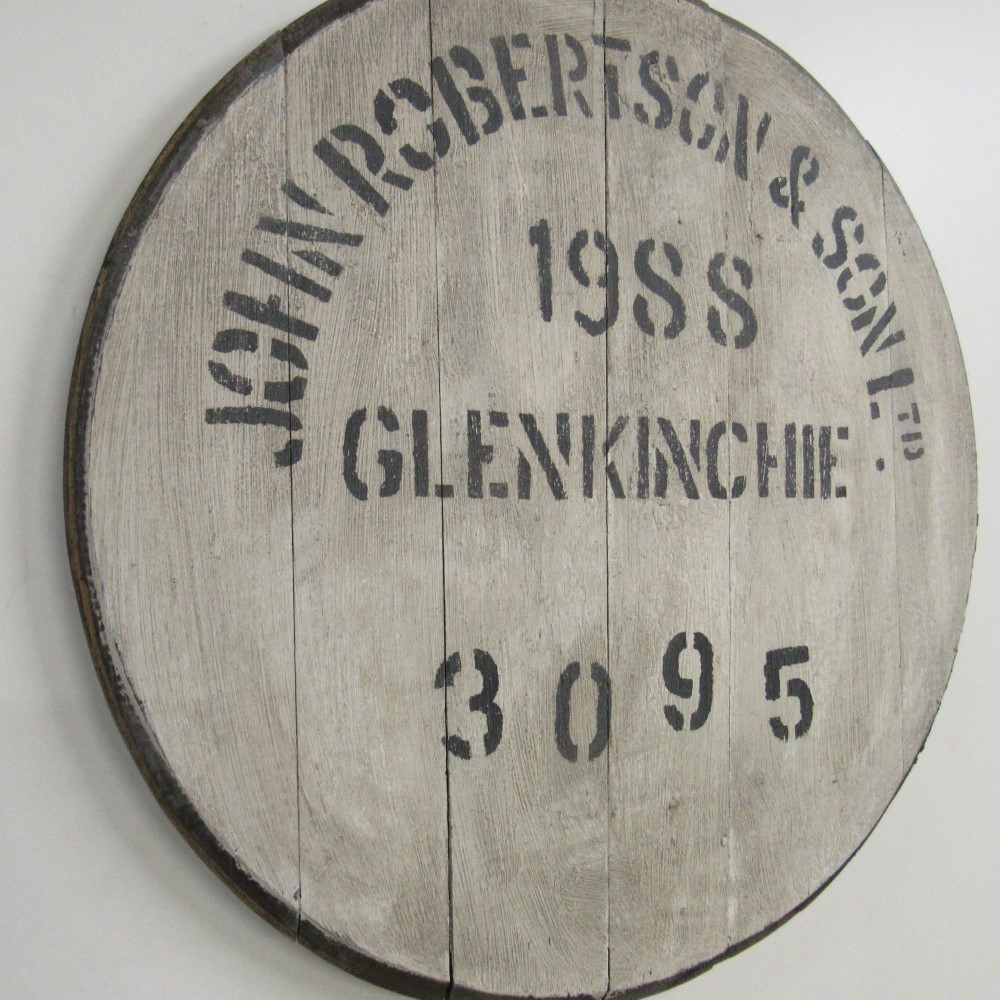 JOHN ROBERTSON & SON LTD.
1988
GLENKINCHIE
3095